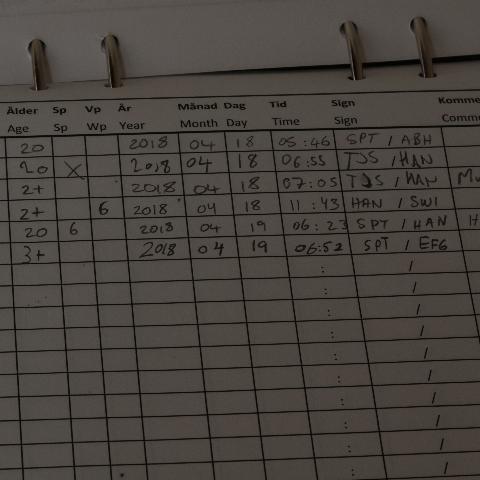 Ålder Sp Vp År Månad Dag Tid Sign Komme
Age Sp Wp Year Month Day Time Sign Comme
20 2018 04 18 05:46 SPT / ABH
20 X 2018 04 18 06:55 TJS / HAN
2+ 2018 04 18 07:05 TJS / HAN
2+ 6 2018 04 18 11:43 HAN / SWI
20 6 2018 04 19 06:23 SPT / HAN
3+ 2018 04 19 06:52 SPT / EFG
: /
: /
: /
: /
: /
: /
: /
: /
: /
: /